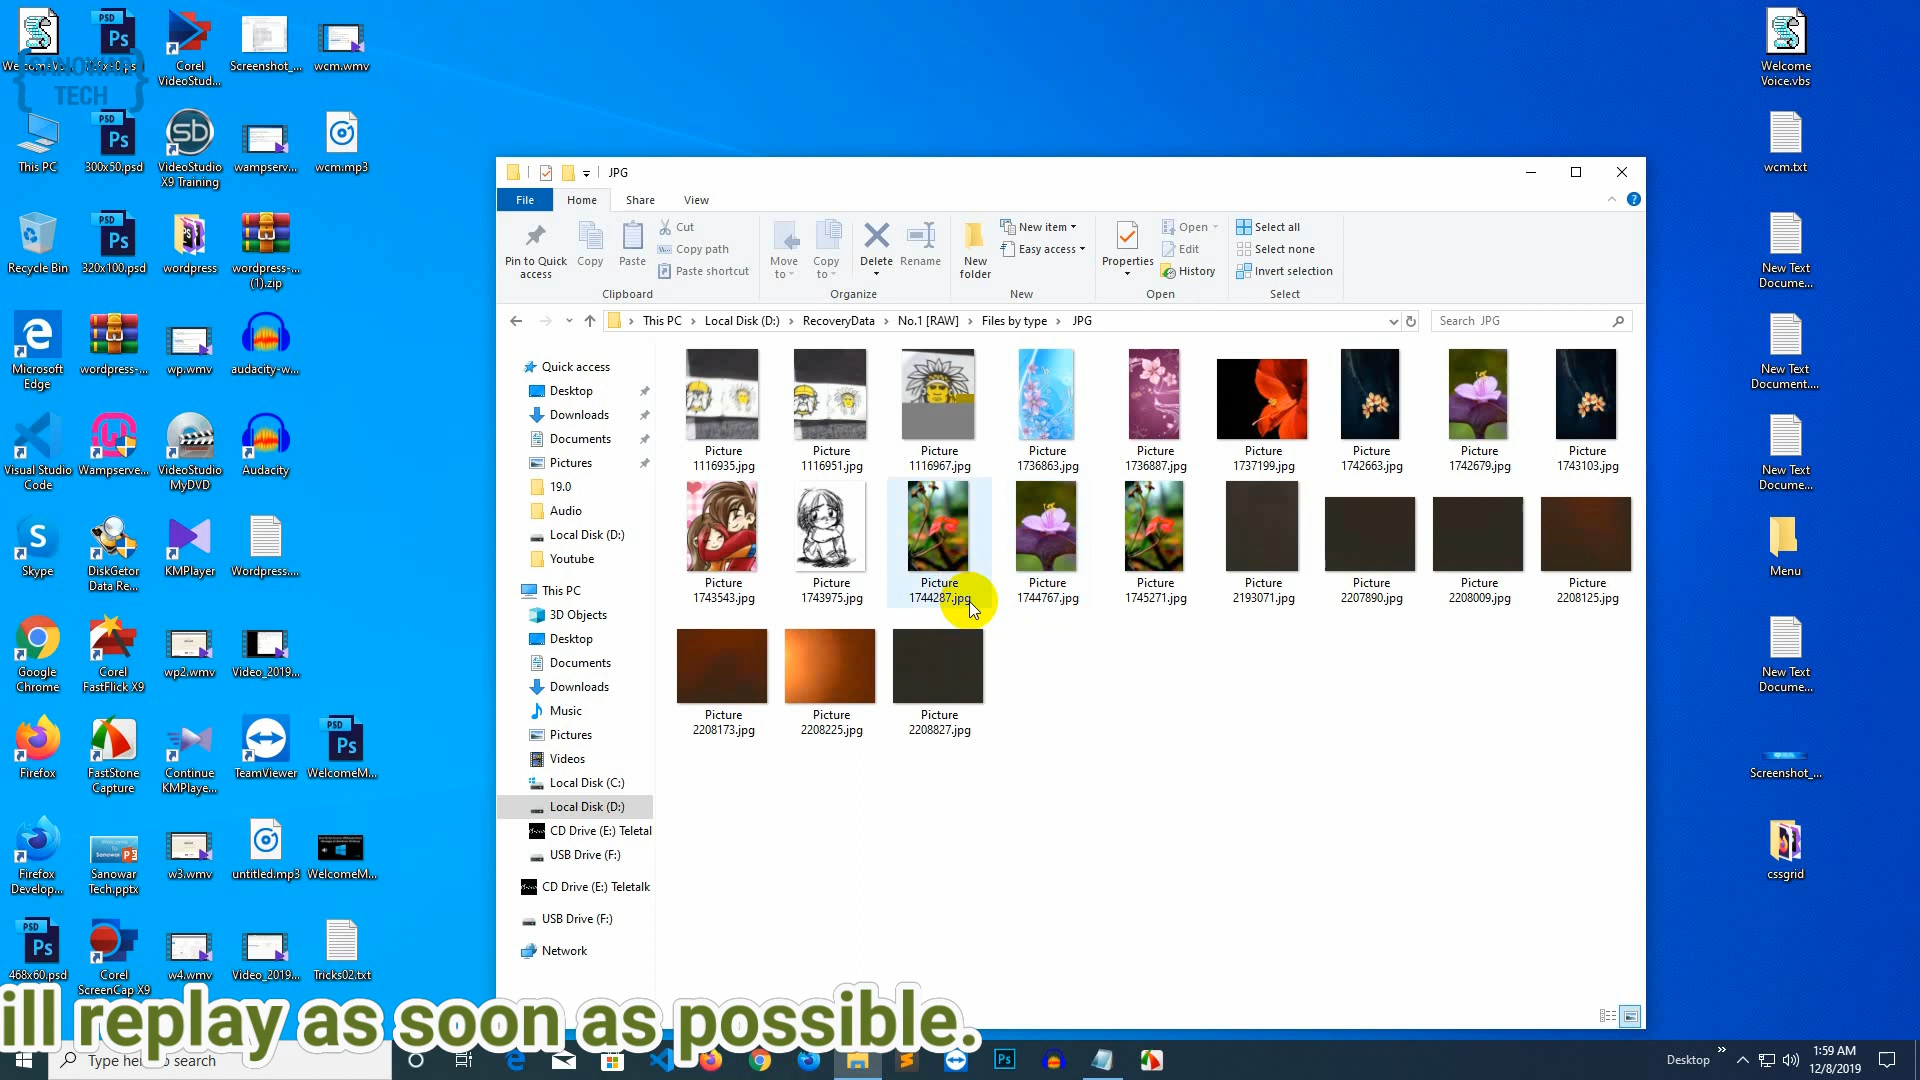 SANOWAR
TECH
WelcomeVo...
PSD
Ps
Corel
VideoStud...
Screenshot_...
wcm.wmv
This PC
300x50.psd
VideoStudio
X9 Training
wampserv...
wcm.mp3
Recycle Bin
320x100.psd
wordpress
wordpress-...
(1).zip
Microsoft
Edge
wordpress-...
wp.wmv
audacity-w...
Visual Studio
Code
Wampserve...
VideoStudio
MyDVD
Audacity
Skype
DiskGetor
Data Re...
KMPlayer
Wordpress....
Google
Chrome
Corel
FastFlick X9
wp2.wmv
Video_2019...
Firefox
FastStone
Capture
Continue
KMPlaye...
TeamViewer
WelcomeM...
Firefox
Develop...
Sanowar
Tech.pptx
w3.wmv
untitled.mp3
WelcomeM...
468x60.psd
Corel
ScreenCap X9
w4.wmv
Video_2019...
Tricks02.txt
JPG
File Home Share View
Pin to Quick
access
Copy
Paste
Cut
Copy path
Paste shortcut
Clipboard
Move
to
Copy
to
Delete
Rename
Organize
New
folder
New item
Easy access
New
Properties
Open
Edit
History
Open
Select all
Select none
Invert selection
Select
This PC > Local Disk (D:) > RecoveryData > No.1 [RAW] > Files by type > JPG
Search JPG
Quick access
Desktop
Downloads
Documents
Pictures
19.0
Audio
Local Disk (D:)
Youtube
This PC
3D Objects
Desktop
Documents
Downloads
Music
Pictures
Videos
Local Disk (C:)
Local Disk (D:)
CD Drive (E:) Teletal
USB Drive (F:)
CD Drive (E:) Teletalk
USB Drive (F:)
Network
Picture
1116935.jpg
Picture
1116951.jpg
Picture
1116967.jpg
Picture
1736863.jpg
Picture
1736887.jpg
Picture
1737199.jpg
Picture
1742663.jpg
Picture
1742679.jpg
Picture
1743103.jpg
Picture
1743543.jpg
Picture
1743975.jpg
Picture
1744287.jpg
Picture
1744767.jpg
Picture
1745271.jpg
Picture
2193071.jpg
Picture
2207890.jpg
Picture
2208009.jpg
Picture
2208125.jpg
Picture
2208173.jpg
Picture
2208225.jpg
Picture
2208827.jpg
Welcome
Voice.vbs
wcm.txt
New Text
Docume...
New Text
Document....
New Text
Docume...
Menu
New Text
Docume...
Screenshot_...
cssgrid
ill replay as soon as possible.
Type here to search
Desktop
1:59 AM
12/8/2019